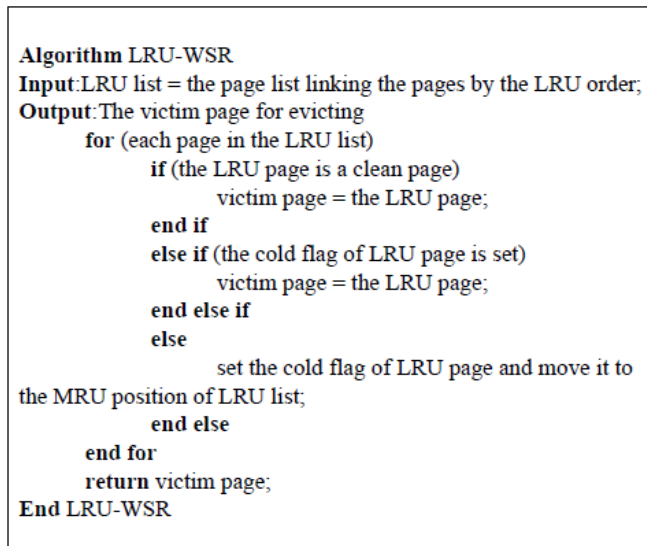 Algorithm LRU-WSR
Input:LRU list = the page list linking the pages by the LRU order;
Output:The victim page for evicting
for (each page in the LRU list)
if (the LRU page is a clean page)
victim page = the LRU page;
end if
else if (the cold flag of LRU page is set)
victim page = the LRU page;
end else if
else
set the cold flag of LRU page and move it to
the MRU position of LRU list;
end else
end for
return victim page;
End LRU-WSR